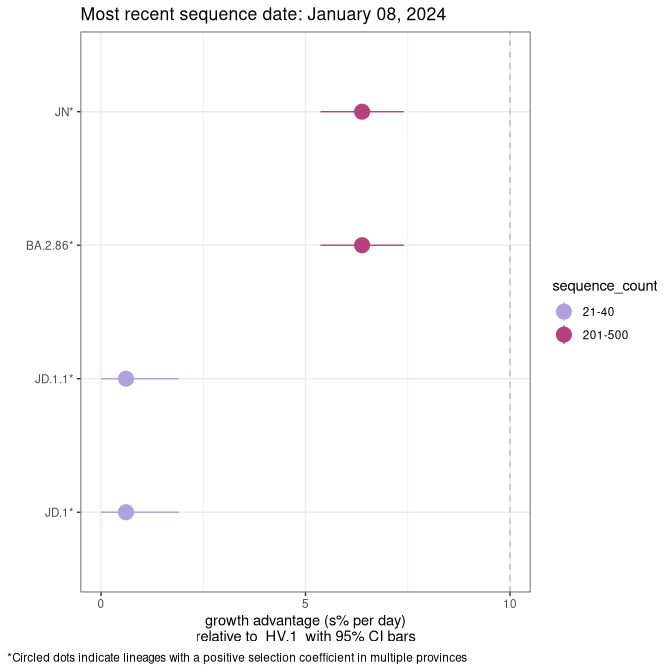 Most recent sequence date: January 08, 2024
JN*
BA.2.86*
JD.1.1*
JD.1*
0
5
10
growth advantage (s% per day)
relative to HV.1 with 95% CI bars
sequence_count
21-40
201-500
*Circled dots indicate lineages with a positive selection coefficient in multiple provinces